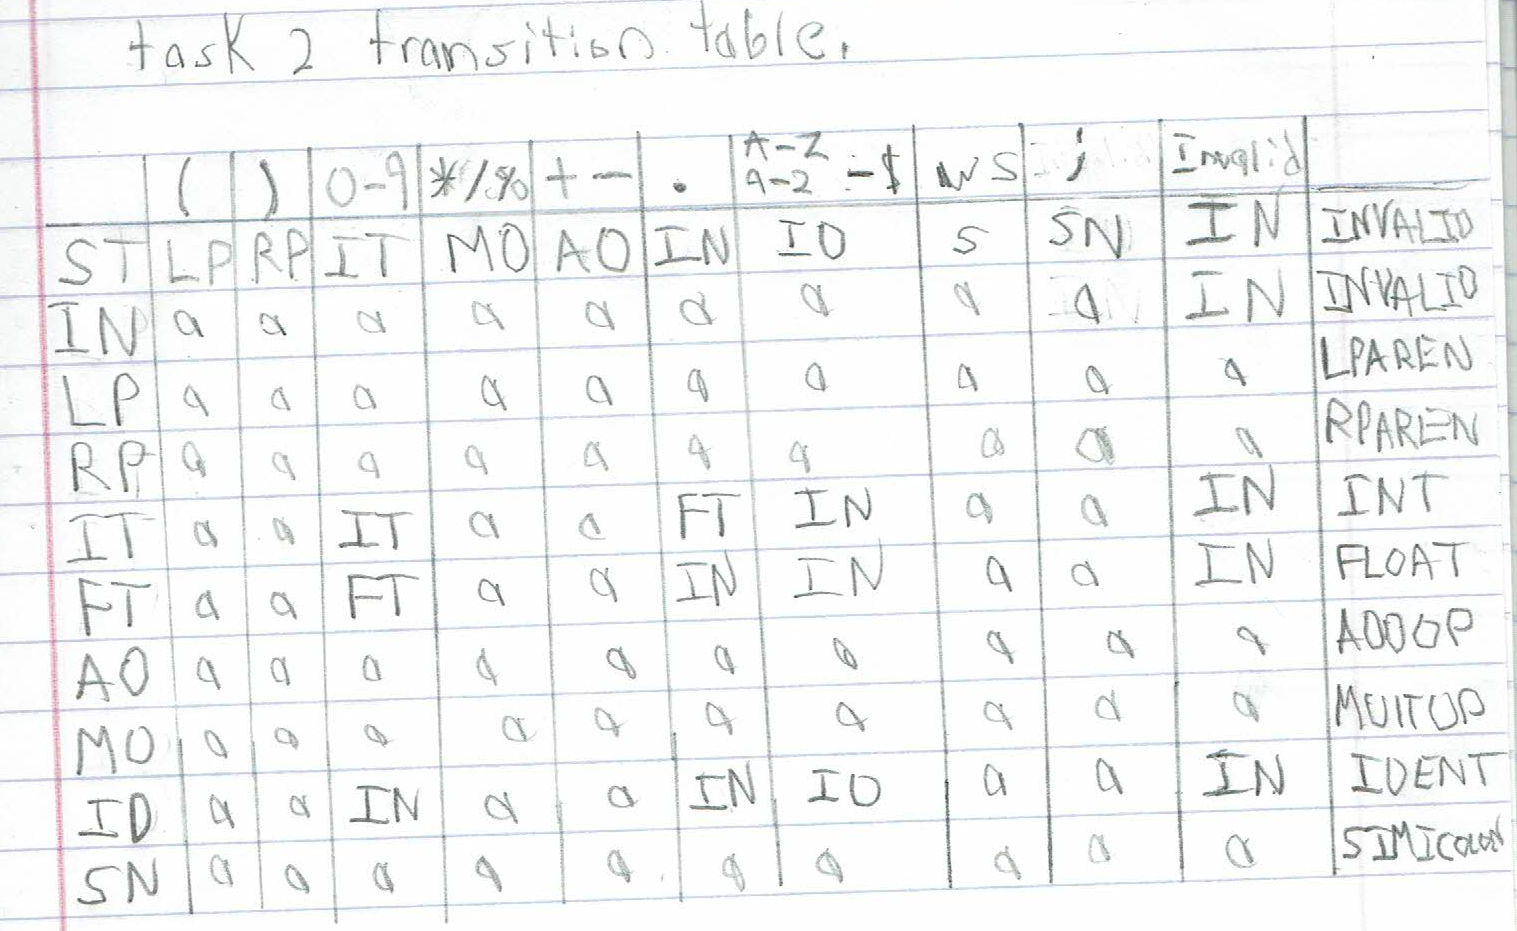 task 2 transition table.
( ) 0-9 */% + - . A-Z a-z _ $ ws ; Invalid
ST LP RP IT MO AO IN ID S SN IN INVALID
IN a a a a a a a a a IN INVALID
LP a a a a a a a a a a LPAREN
RP a a a a a a a a a a RPAREN
IT a a IT a a FT IN a a IN INT
FT a a FT a a IN IN a a IN FLOAT
AO a a a a a a a a a a ADDOP
MO a a a a a a a a a a MULTOP
ID a a IN a a IN ID a a IN IDENT
SN a a a a a a a a a a SIMICOLON